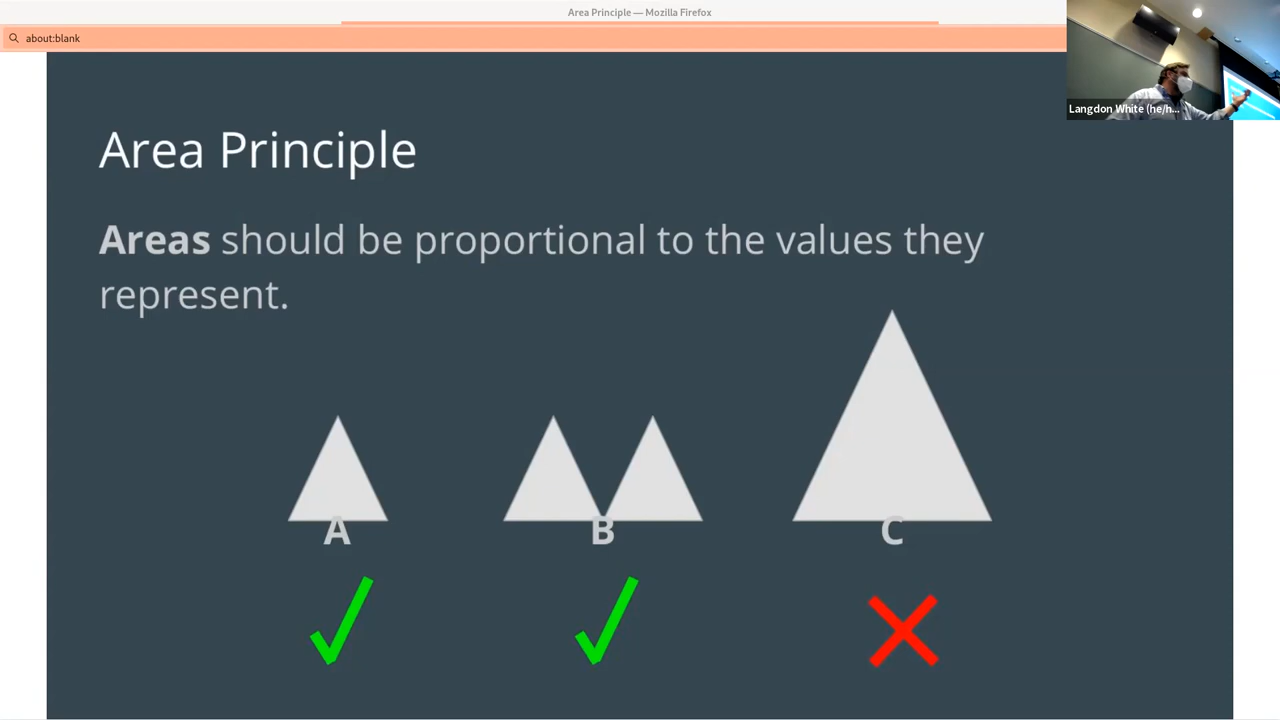 Area Principle — Mozilla Firefox
about:blank
Langdon White (he/h...
Area Principle
Areas should be proportional to the values they
represent.
A B C